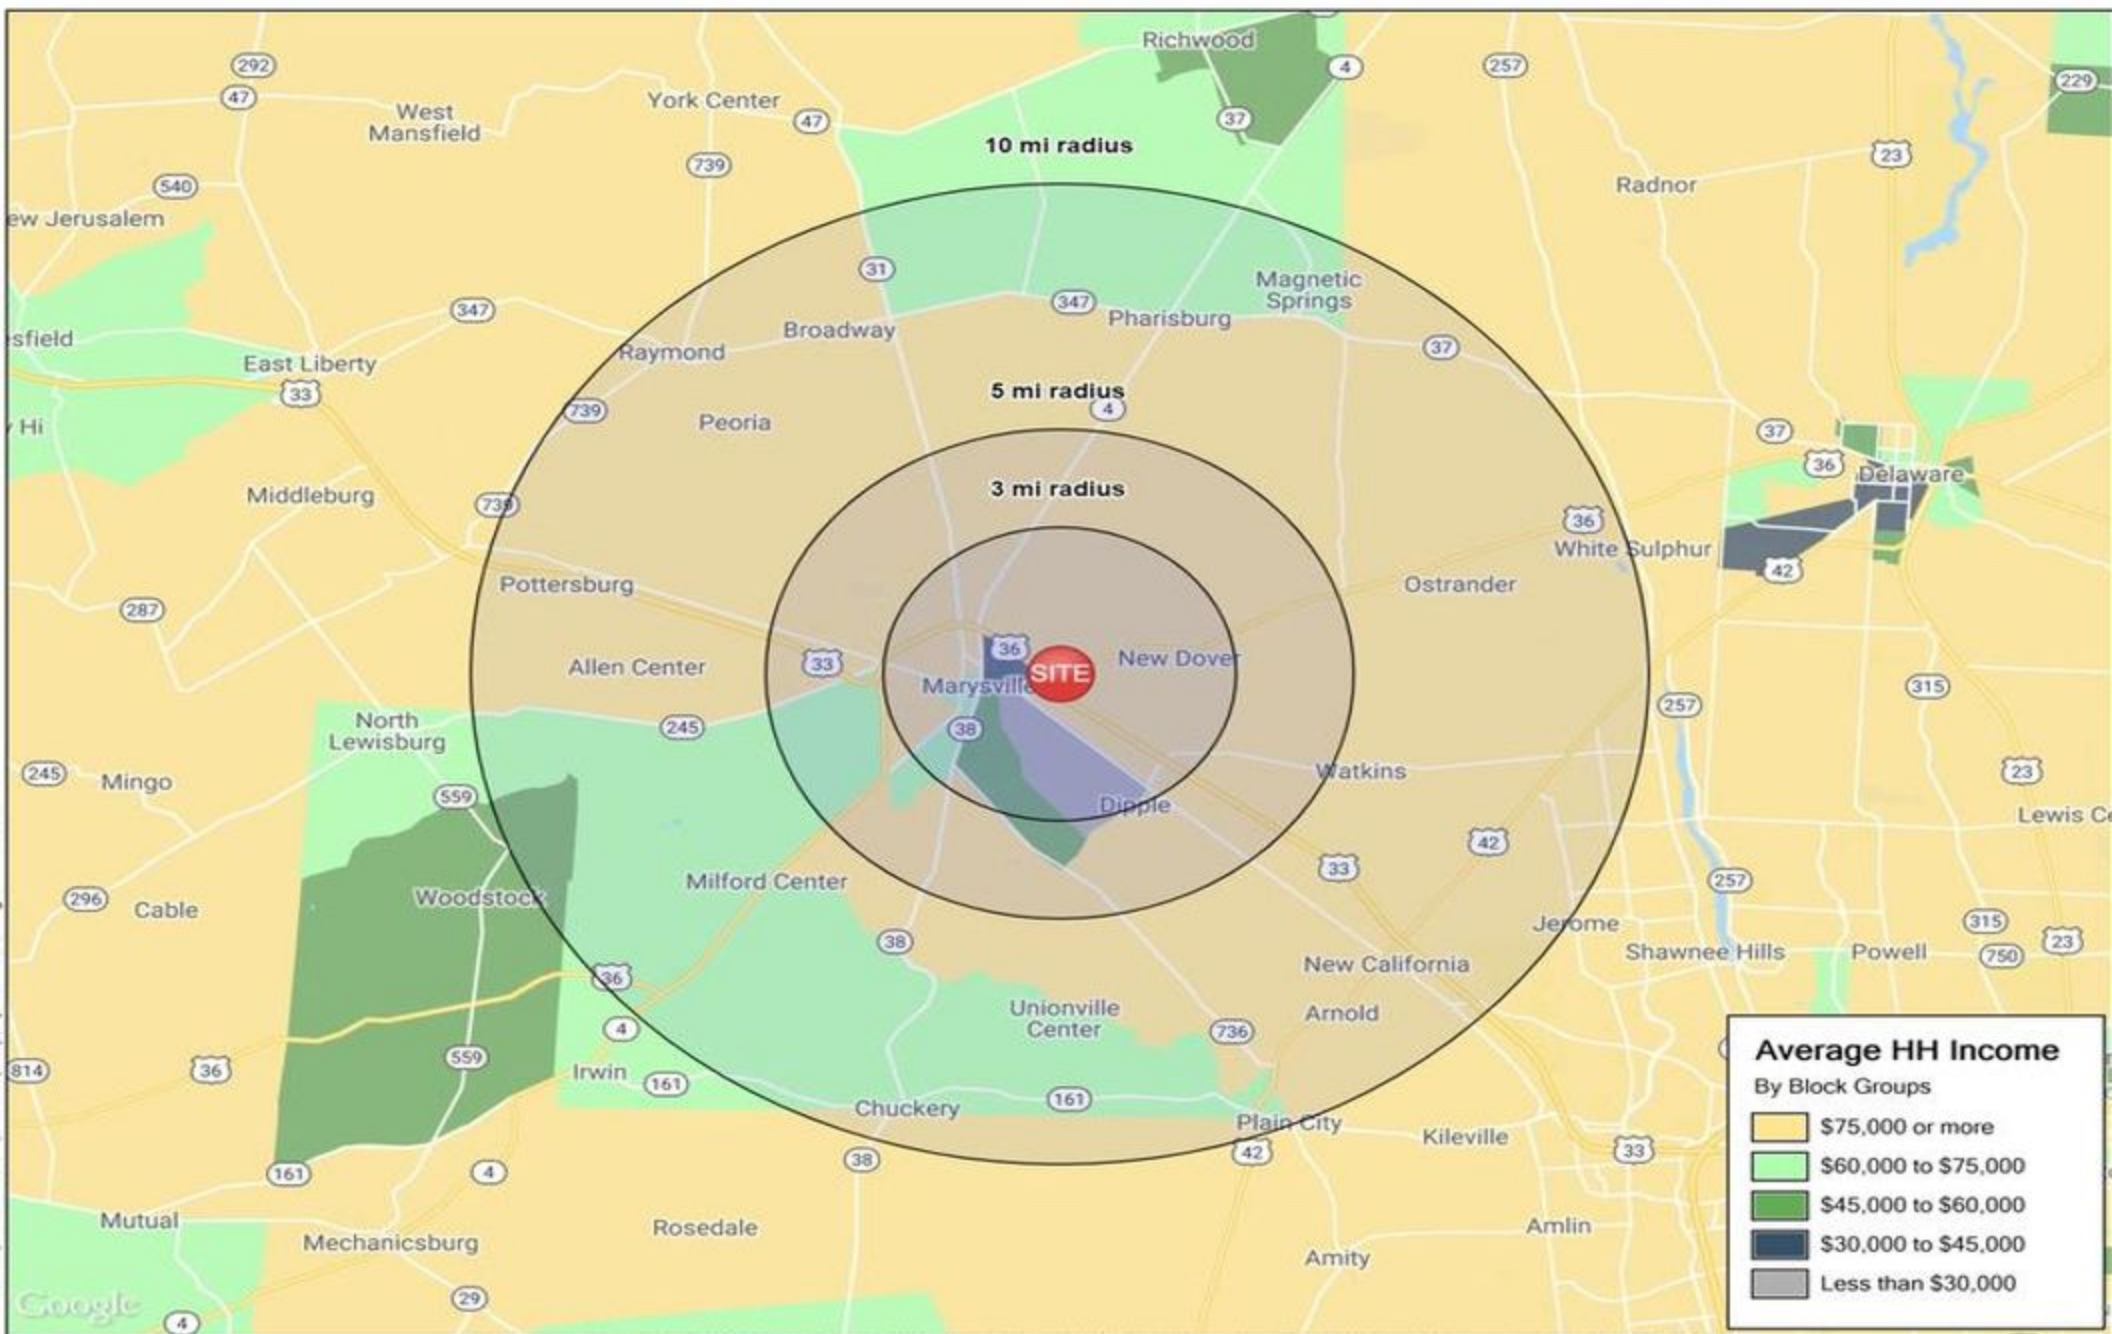 Richwood
292
4
257
47
229
York Center
West
Mansfield
47
37
10 mi radius
23
739
540
Radnor
ew Jerusalem
31
Magnetic
Springs
347
347
Pharisburg
Broadway
sfield
Raymond
37
East Liberty
33
5 mi radius
739
4
Peoria
Hi
37
36
Delaware
3 mi radius
Middleburg
739
36
White Sulphur
42
Pottersburg
Ostrander
287
36
New Dover
33
Allen Center
SITE
Marysville
315
257
North
Lewisburg
245
38
245
Mingo
Watkins
23
559
Dipple
Lewis Ce
42
33
Milford Center
257
296
Cable
Woodstock
Jerome
315
38
23
Shawnee Hills
Powell
750
New California
36
Unionville
Center
Arnold
4
736
559
814
36
Irwin
161
161
Chuckery
Plain City
Kileville
42
33
38
161
4
Mutual
Rosedale
Amlin
Mechanicsburg
Amity
29
Google
4
Average HH Income
By Block Groups
$75,000 or more
$60,000 to $75,000
$45,000 to $60,000
$30,000 to $45,000
Less than $30,000